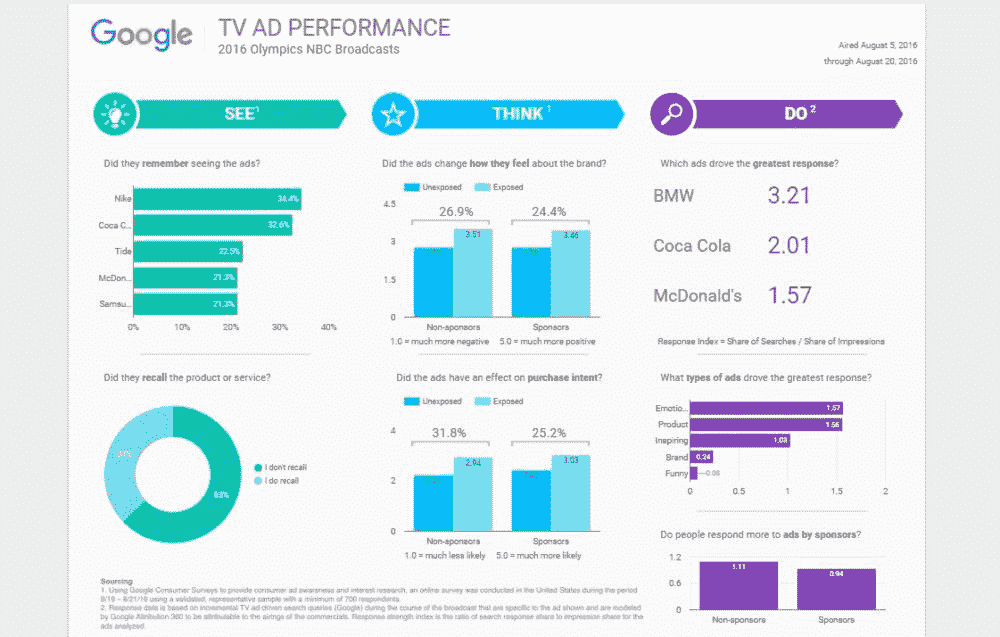 Google
TV AD PERFORMANCE
2016 Olympics NBC Broadcasts
Aired August 5, 2016
through August 20, 2016
SEE 1
Did they remember seeing the ads?
Nike 34.4%
Coca C... 32.6%
Tide 22.5%
McDon... 21.3%
Samsu... 21.3%
0% 10% 20% 30% 40%
Did they recall the product or service?
I don't recall
I do recall
63%
THINK 1
Did the ads change how they feel about the brand?
Unexposed Exposed
4.5
3
1.5
0
26.9% 24.4%
3.51 3.46
Non-sponsors Sponsors
1.0 = much more negative 5.0 = much more positive
Did the ads have an effect on purchase intent?
Unexposed Exposed
4
2
0
31.8% 25.2%
2.94 3.03
Non-sponsors Sponsors
1.0 = much less likely 5.0 = much more likely
DO 2
Which ads drove the greatest response?
BMW 3.21
Coca Cola 2.01
McDonald's 1.57
Response Index = Share of Searches / Share of Impressions
What types of ads drove the greatest response?
Emotio... 1.57
Product 1.56
Inspiring 1.03
Brand 0.24
Funny 0.08
0 0.5 1 1.5 2
Do people respond more to ads by sponsors?
1.2
0.6
0
1.11 0.94
Non-sponsors Sponsors
Sourcing
1. Using Google Consumer Surveys to provide consumer ad awareness and interest research, an online survey was conducted in the United States during the period
8/19 – 8/21/16 using a validated, representative sample with a minimum of 700 respondents.
2. Response data is based on incremental TV ad driven search queries (Google) during the course of the broadcast that are specific to the ad shown and are modeled
by Google Attribution 360 to be attributable to the airings of the commercials. Response strength index is the ratio of search response share to impression share for the
ads analyzed.